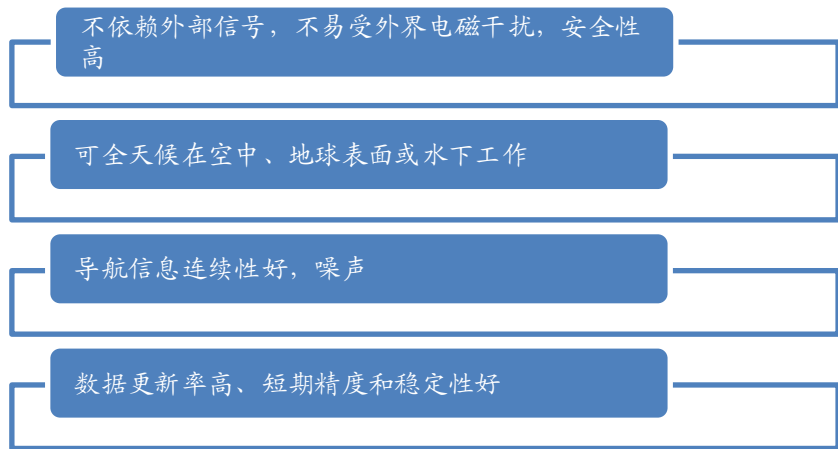 不依赖外部信号，不易受外界电磁干扰，安全性
高
可全天候在空中、地球表面或水下工作
导航信息连续性好，噪声
数据更新率高、短期精度和稳定性好